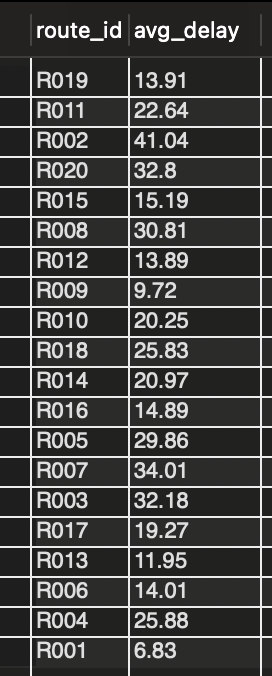 route_id avg_delay
R019 13.91
R011 22.64
R002 41.04
R020 32.8
R015 15.19
R008 30.81
R012 13.89
R009 9.72
R010 20.25
R018 25.83
R014 20.97
R016 14.89
R005 29.86
R007 34.01
R003 32.18
R017 19.27
R013 11.95
R006 14.01
R004 25.88
R001 6.83